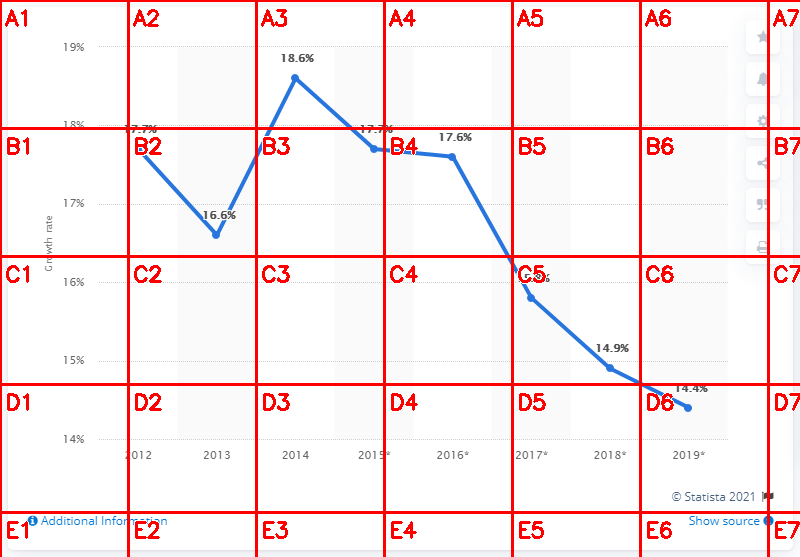 A1 A2 A3 A4 A5 A6 A7
19%
18.6%
18%
17.7% 17.7%
B1 B2 B3 B4 B5 B6 B7
17.6%
17%
16.6%
Growth rate
C1 C2 C3 C4 C5 C6 C7
16%
15%
14.9%
14.4%
D1 D2 D3 D4 D5 D6 D7
14%
2012 2013 2014 2015* 2016* 2017* 2018* 2019*
© Statista 2021
Additional Information
Show source
E1 E2 E3 E4 E5 E6 E7